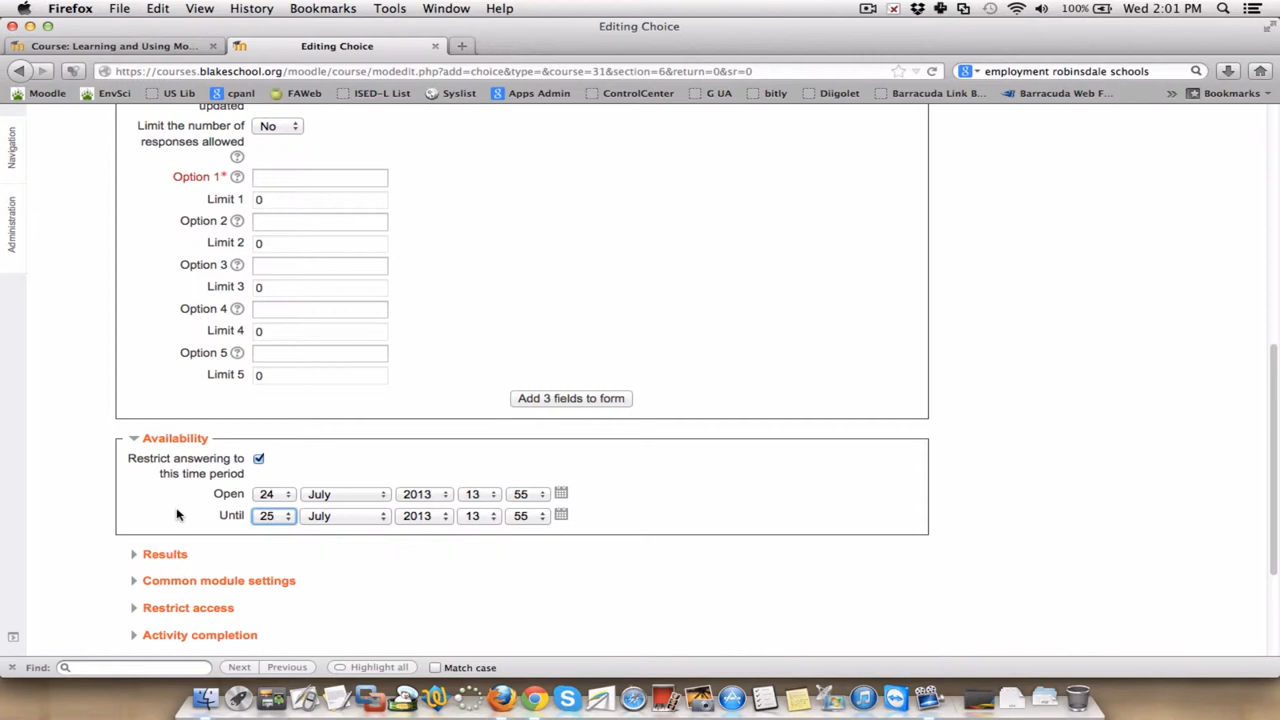 Firefox File Edit View History Bookmarks Tools Window Help 100% Wed 2:01 PM
Editing Choice
Course: Learning and Using Mo... Editing Choice
https://courses.blakeschool.org/moodle/course/modedit.php?add=choice&type=&course=31&section=6&return=0&sr=0 employment robinsdale schools
Moodle EnvSci US Lib cpanl FAWeb ISED–L List Syslist Apps Admin ControlCenter G UA bitly Diigolet Barracuda Link B... Barracuda Web F... Bookmarks
Navigation
Administration
updated
Limit the number of
responses allowed
No
Option 1*
Limit 1 0
Option 2
Limit 2 0
Option 3
Limit 3 0
Option 4
Limit 4 0
Option 5
Limit 5 0
Add 3 fields to form
Availability
Restrict answering to
this time period
Open 24 July 2013 13 55
Until 25 July 2013 13 55
Results
Common module settings
Restrict access
Activity completion
Find: Next Previous Highlight all Match case